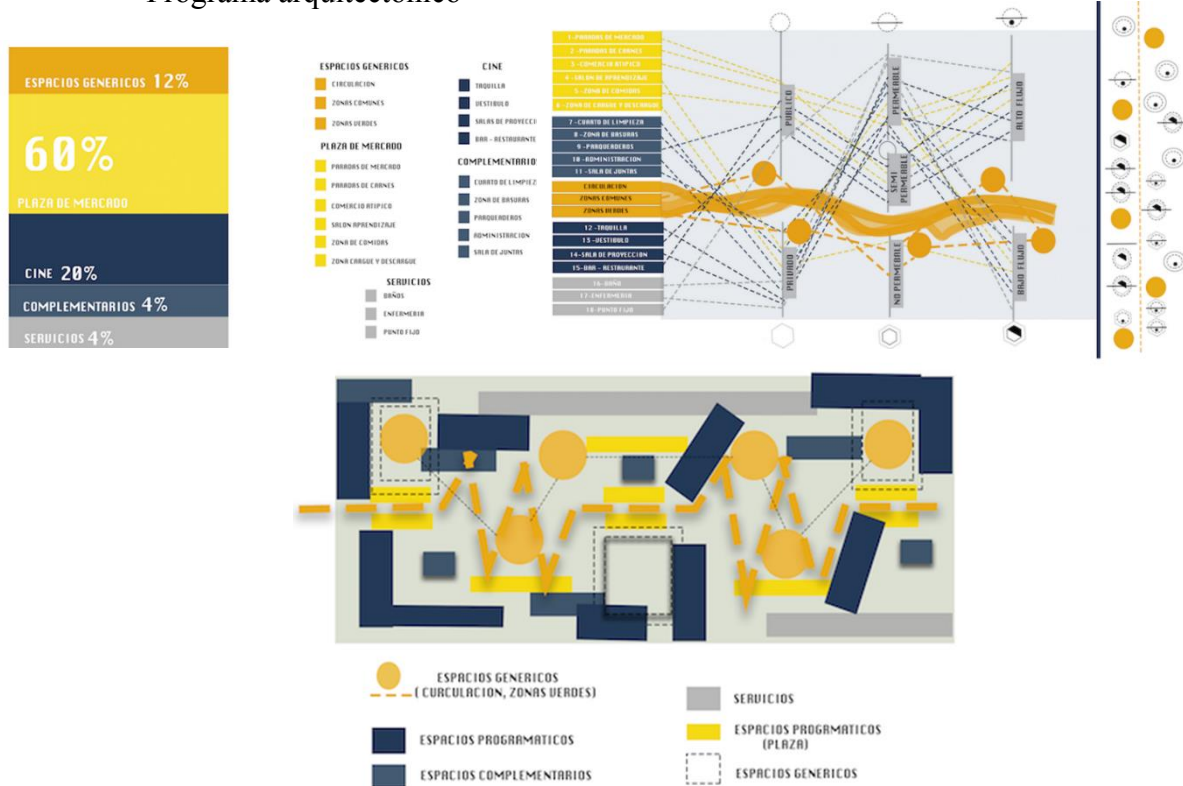 Programa arquitectónico
ESPACIOS GENERICOS 12%
60%
PLAZA DE MERCADO
CINE 20%
COMPLEMENTARIOS 4%
SERVICIOS 4%
ESPACIOS GENERICOS
CIRCULACION
ZONAS COMUNES
ZONAS VERDES
PLAZA DE MERCADO
PARADAS DE MERCADO
PARADAS DE CARNES
COMERCIO ATIPICO
SALON APRENDIZAJE
ZONA DE COMIDAS
ZONA CARGUE Y DESCARGUE
CINE
TAQUILLA
VESTIBULO
SALAS DE PROYECCI
BAR - RESTAURANTE
COMPLEMENTARIO
CUARTO DE LIMPIEZ
ZONA DE BASURAS
PARQUEADEROS
ADMINISTRACION
SALA DE JUNTAS
SERVICIOS
BAÑOS
ENFERMERIA
PUNTO FIJO
1 -PARADAS DE MERCADO
2 -PARADAS DE CARNES
3 -COMERCIO ATIPICO
4 -SALON DE APRENDIZAJE
5 -ZONA DE COMIDAS
6 -ZONA DE CARGUE Y DESCARGUE
7 -CUARTO DE LIMPIEZA
8 -ZONA DE BASURAS
9 -PARQUEADEROS
10 -ADMINISTRACION
11 -SALA DE JUNTAS
CIRCULACION
ZONAS COMUNES
ZONAS VERDES
12 -TAQUILLA
13 -VESTIBULO
14-SALA DE PROYECCION
15-BAR - RESTAURANTE
16-BAÑO
17-ENFERMERIA
18-PUNTO FIJO
PUBLICO
PRIVADO
PERMEABLE
SEMI
PERMEABLE
NO PERMEBALE
ALTO FLUJO
BAJO FLUJO
ESPACIOS GENERICOS
( CURCULACION, ZONAS VERDES)
ESPACIOS PROGRAMATICOS
ESPACIOS COMPLEMENTARIOS
SERVICIOS
ESPACIOS PROGRMATICOS
(PLAZA)
ESPACIOS GENERICOS